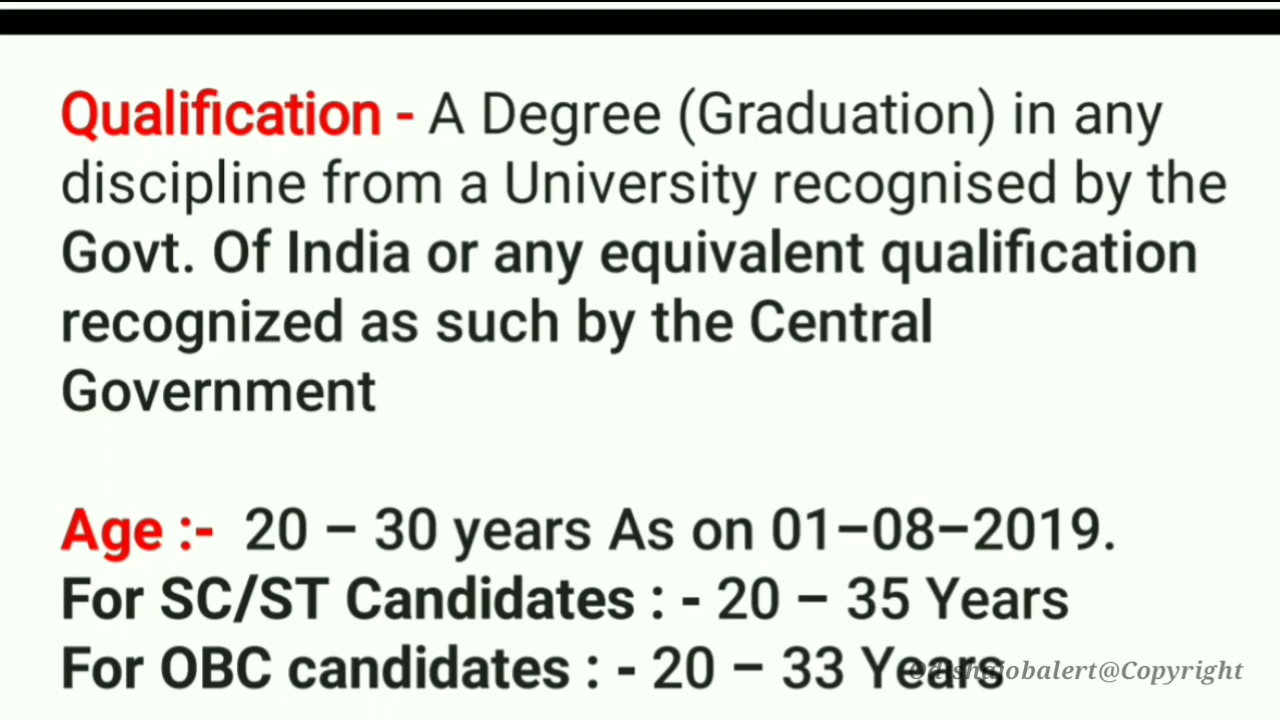 Qualification - A Degree (Graduation) in any
discipline from a University recognised by the
Govt. Of India or any equivalent qualification
recognized as such by the Central
Government
Age :- 20 – 30 years As on 01–08–2019.
For SC/ST Candidates : - 20 – 35 Years
For OBC candidates : - 20 – 33 Years
Odishajobalert@Copyright